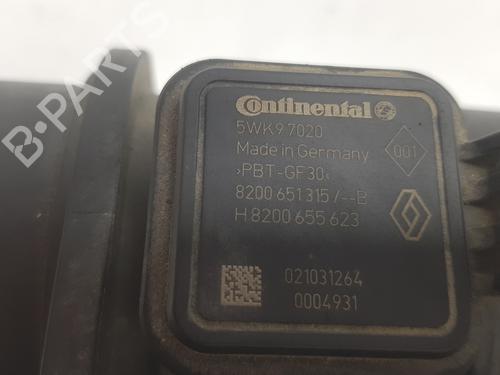 B-PARTS
Continental
5WK9 7020
Made in Germany
001
›PBT-GF30‹
8200 651 315 /--B
H 8200 655 623
021031264
0004931